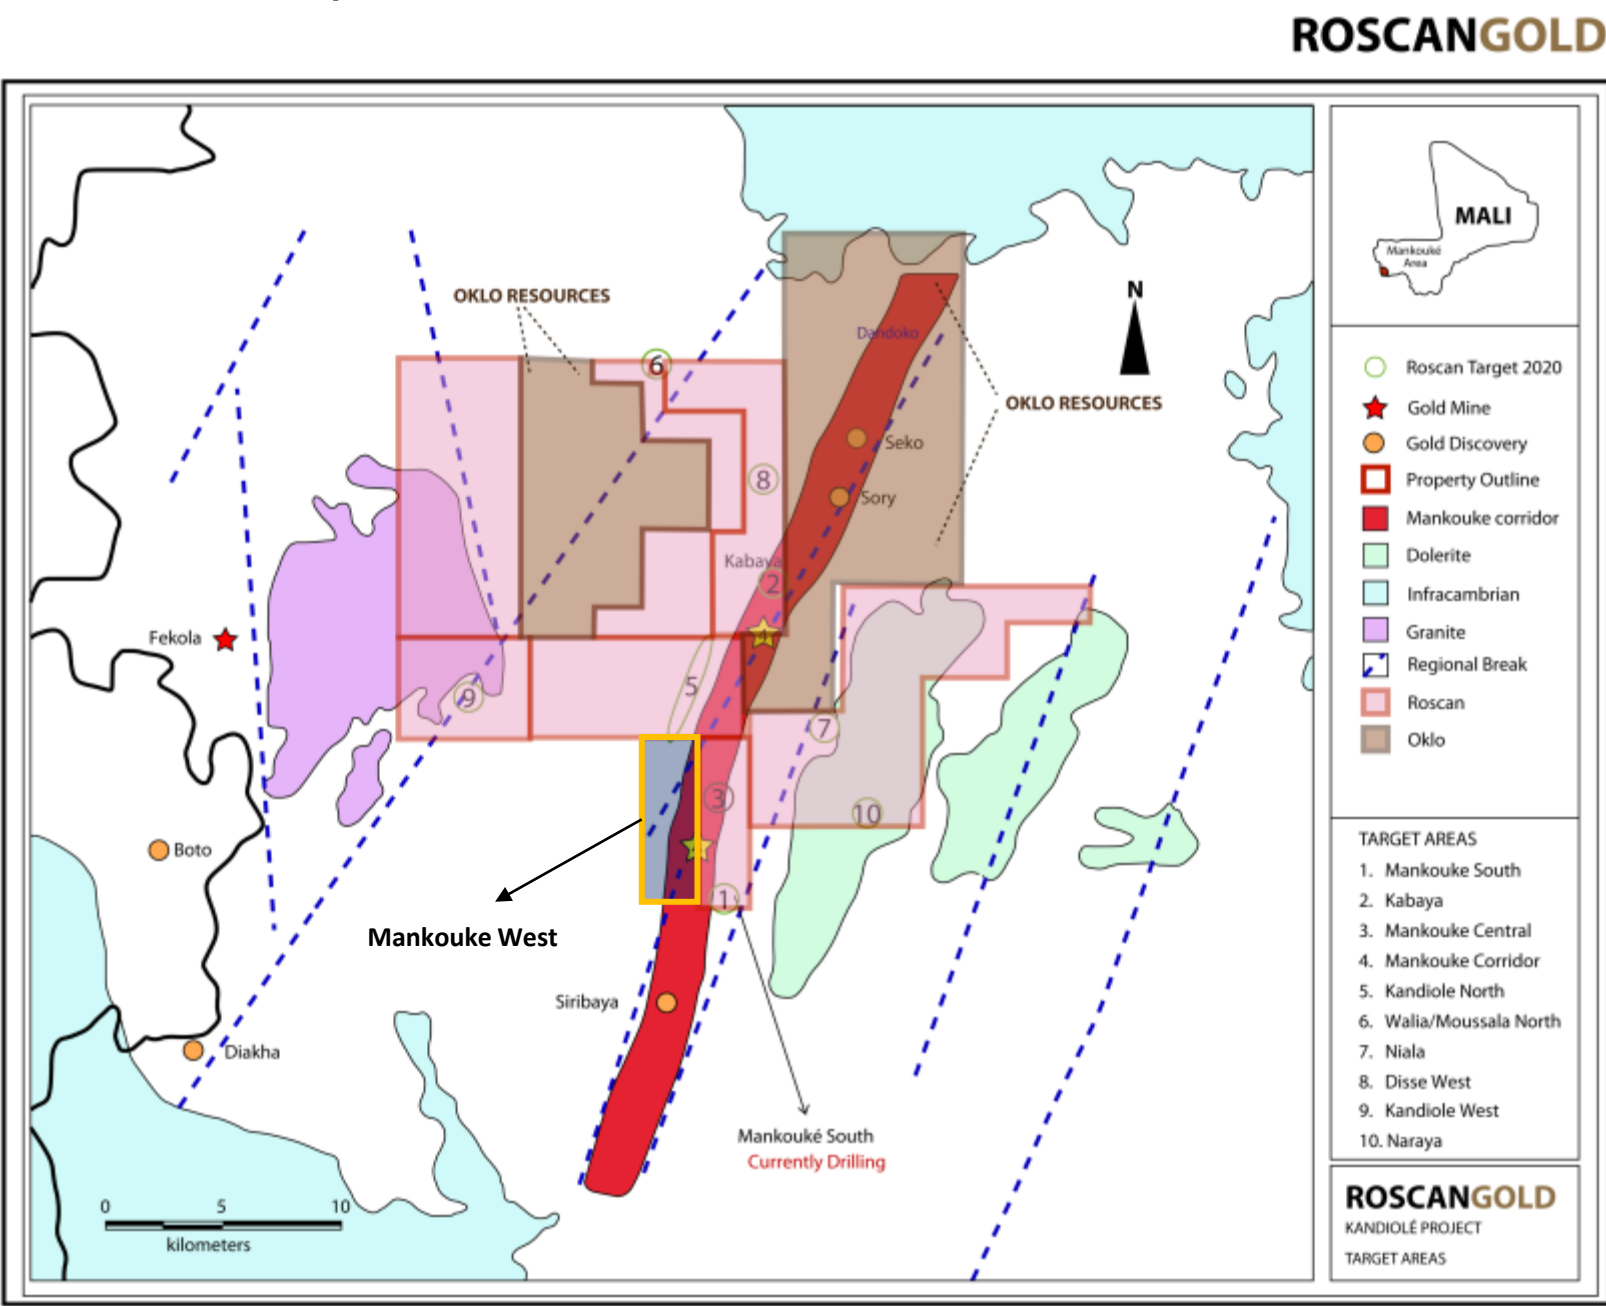 ROSCANGOLD
OKLO RESOURCES
Dandoko
N
OKLO RESOURCES
6
Seko
8
Sory
Kabaya
2
Fekola
4
5
9
7
3
10
Boto
1
Mankouke West
Siribaya
Diakha
Mankouké South
Currently Drilling
0 5 10
kilometers
MALI
Mankouké
Area
Roscan Target 2020
Gold Mine
Gold Discovery
Property Outline
Mankouke corridor
Dolerite
Infracambrian
Granite
Regional Break
Roscan
Oklo
TARGET AREAS
1. Mankouke South
2. Kabaya
3. Mankouke Central
4. Mankouke Corridor
5. Kandiole North
6. Walia/Moussala North
7. Niala
8. Disse West
9. Kandiole West
10. Naraya
ROSCANGOLD
KANDIOLÉ PROJECT
TARGET AREAS